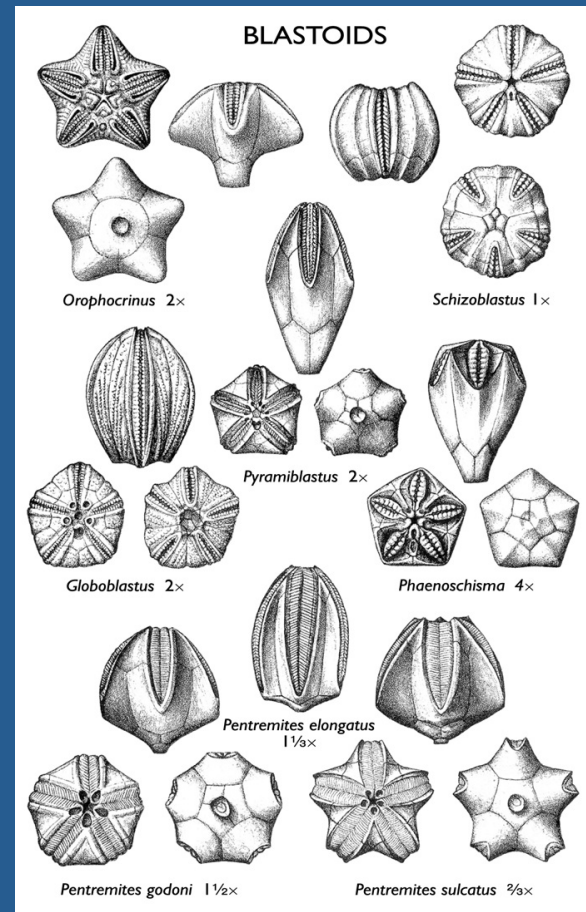 BLASTOIDS
Orophocrinus 2×
Schizoblastus 1×
Pyramiblastus 2×
Globoblastus 2×
Phaenoschisma 4×
Pentremites elongatus
1⅓×
Pentremites godoni 1½×
Pentremites sulcatus ⅔×